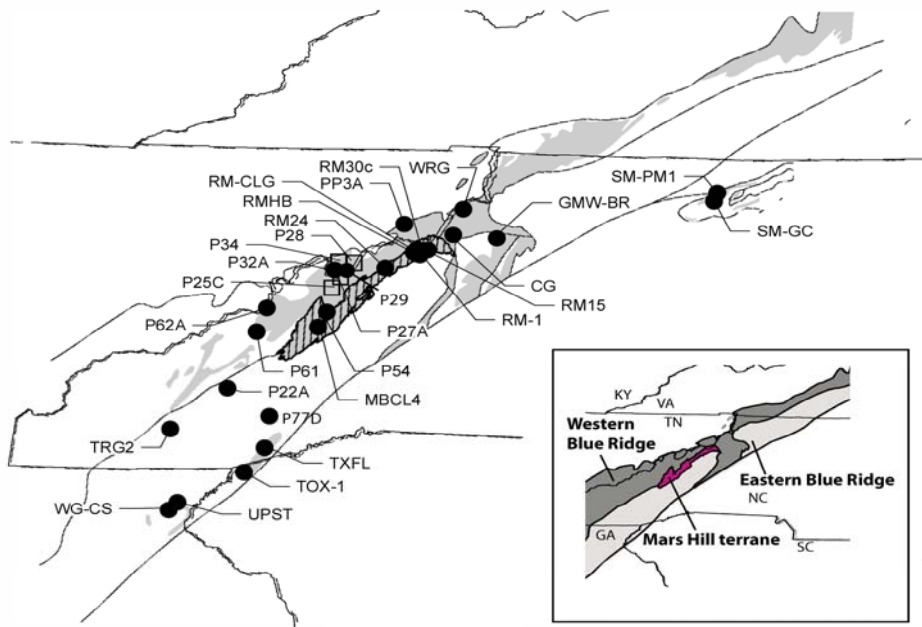 RM30c
WRG
SM-PM1
RM-CLG
PP3A
RMHB
GMW-BR
RM24
SM-GC
P28
P34
P32A
CG
P25C
P29
RM15
RM-1
P62A
P27A
P61
P54
P22A
MBCL4
P77D
TRG2
TXFL
TOX-1
WG-CS
UPST
KY
VA
TN
Western
Blue Ridge
Eastern Blue Ridge
NC
GA
Mars Hill terrane
SC